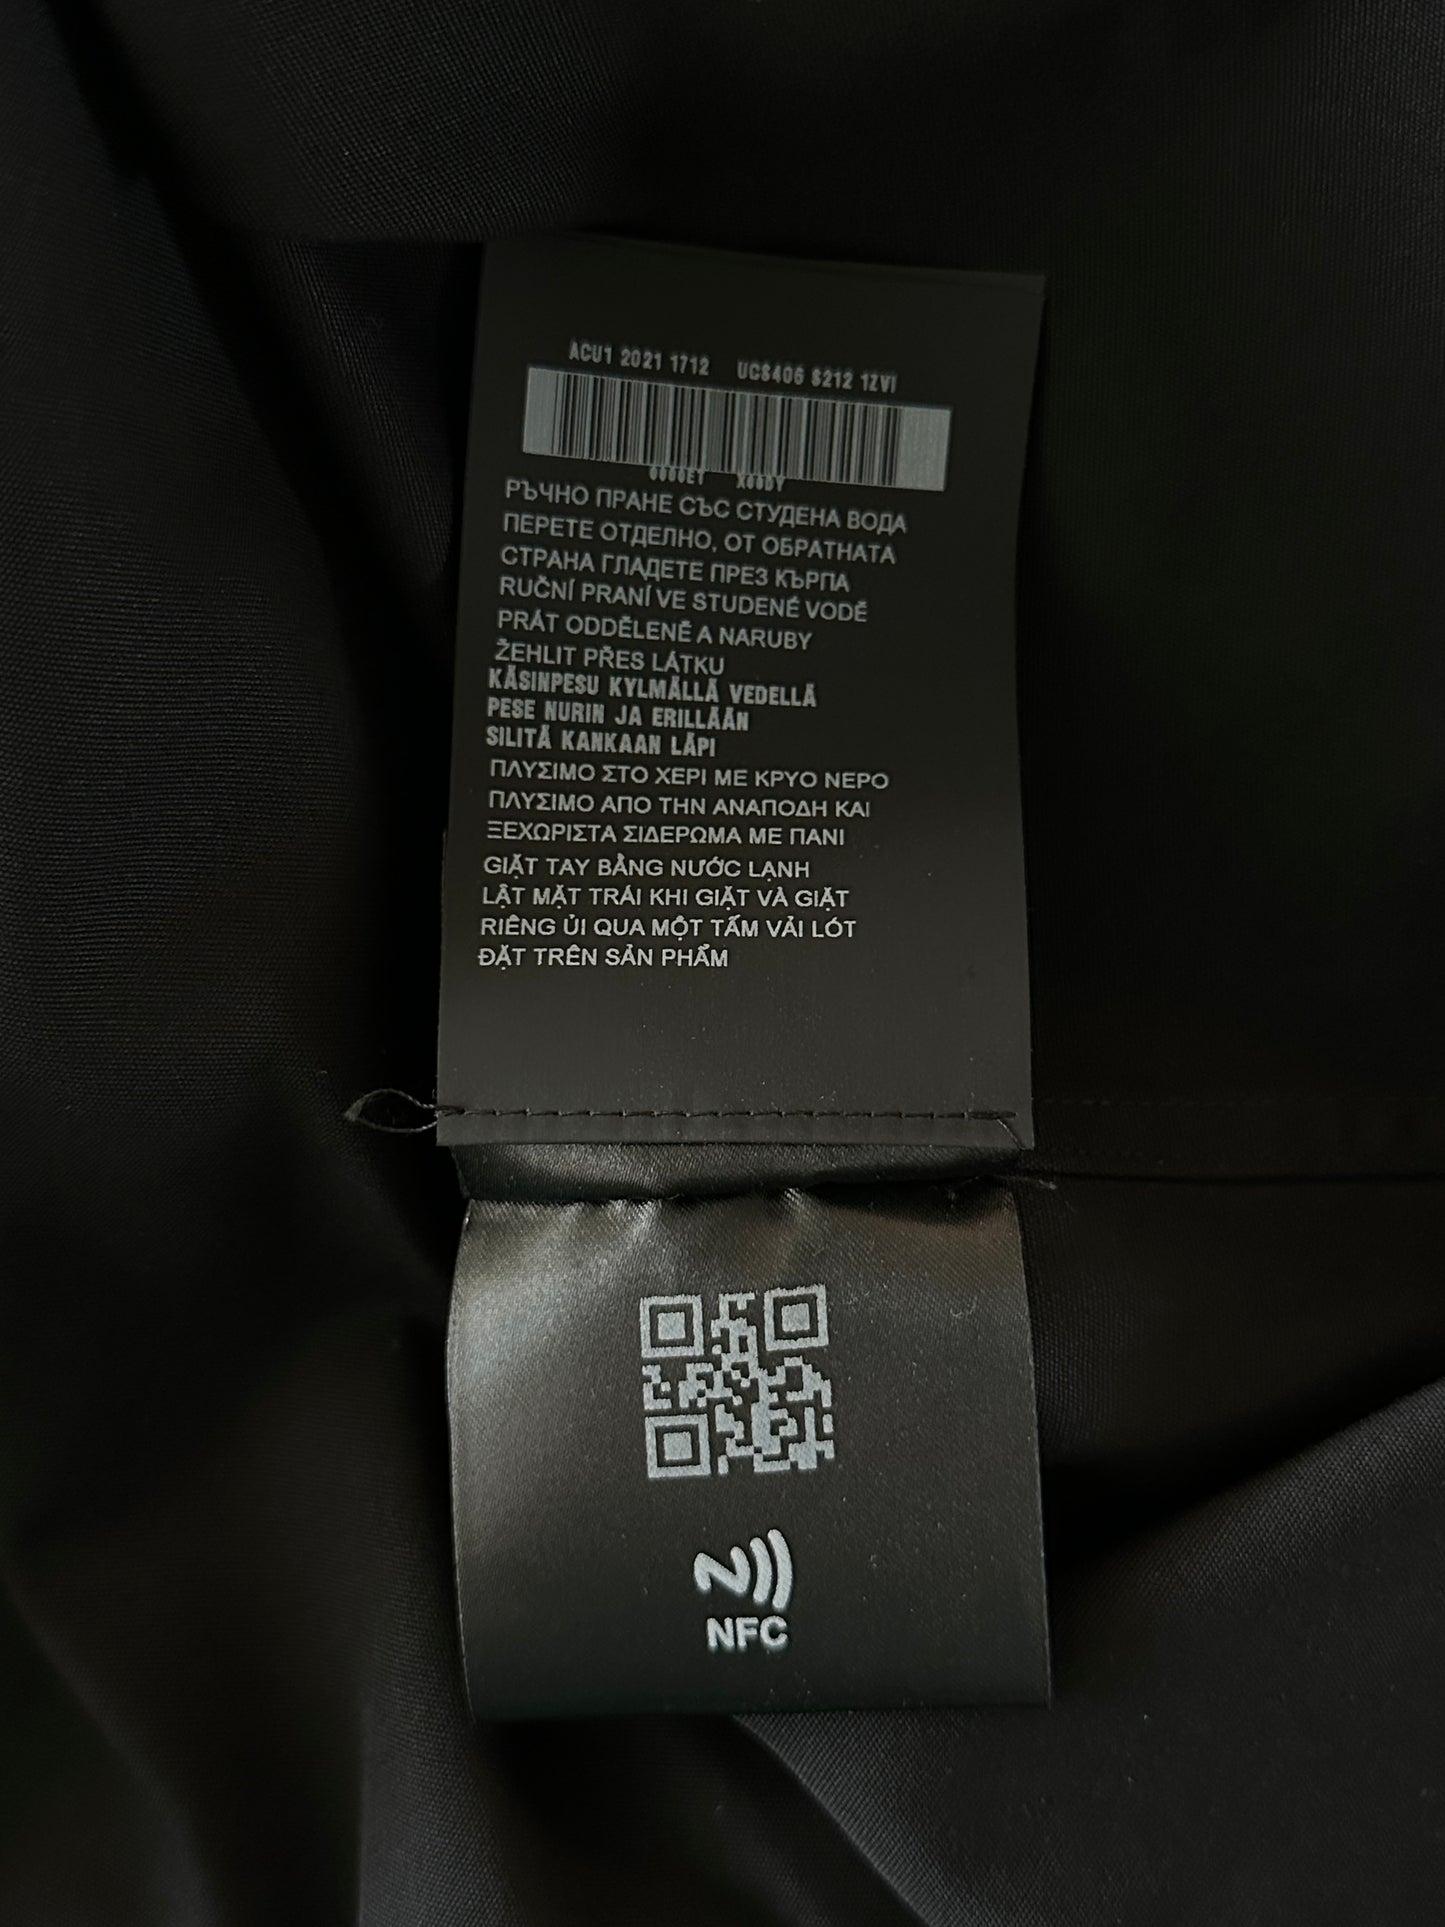 ACU1 2021 1712 UCS406 S212 1ZVI
РЪЧНО ПРАНЕ СЪС СТУДЕНА ВОДА
ПЕРЕТЕ ОТДЕЛНО, ОТ ОБРАТНАТА
СТРАНА ГЛАДЕТЕ ПРЕЗ КЪРПА
RUČNÍ PRANÍ VE STUDENÉ VODĚ
PRÁT ODDĚLENĚ A NARUBY
ŽEHLIT PŘES LÁTKU
KÄSINPESU KYLMÄLLÄ VEDELLÄ
PESE NURIN JA ERILLÄÄN
SILITÄ KANKAAN LÄPI
ΠΛΥΣΙΜΟ ΣΤΟ ΧΕΡΙ ΜΕ ΚΡΥΟ ΝΕΡΟ
ΠΛΥΣΙΜΟ ΑΠΟ ΤΗΝ ΑΝΑΠΟΔΗ ΚΑΙ
ΞΕΧΩΡΙΣΤΑ ΣΙΔΕΡΩΜΑ ΜΕ ΠΑΝΙ
GIẶT TAY BẰNG NƯỚC LẠNH
LẬT MẶT TRÁI KHI GIẶT VÀ GIẶT
RIÊNG ỦI QUA MỘT TẤM VẢI LÓT
ĐẶT TRÊN SẢN PHẨM
NFC